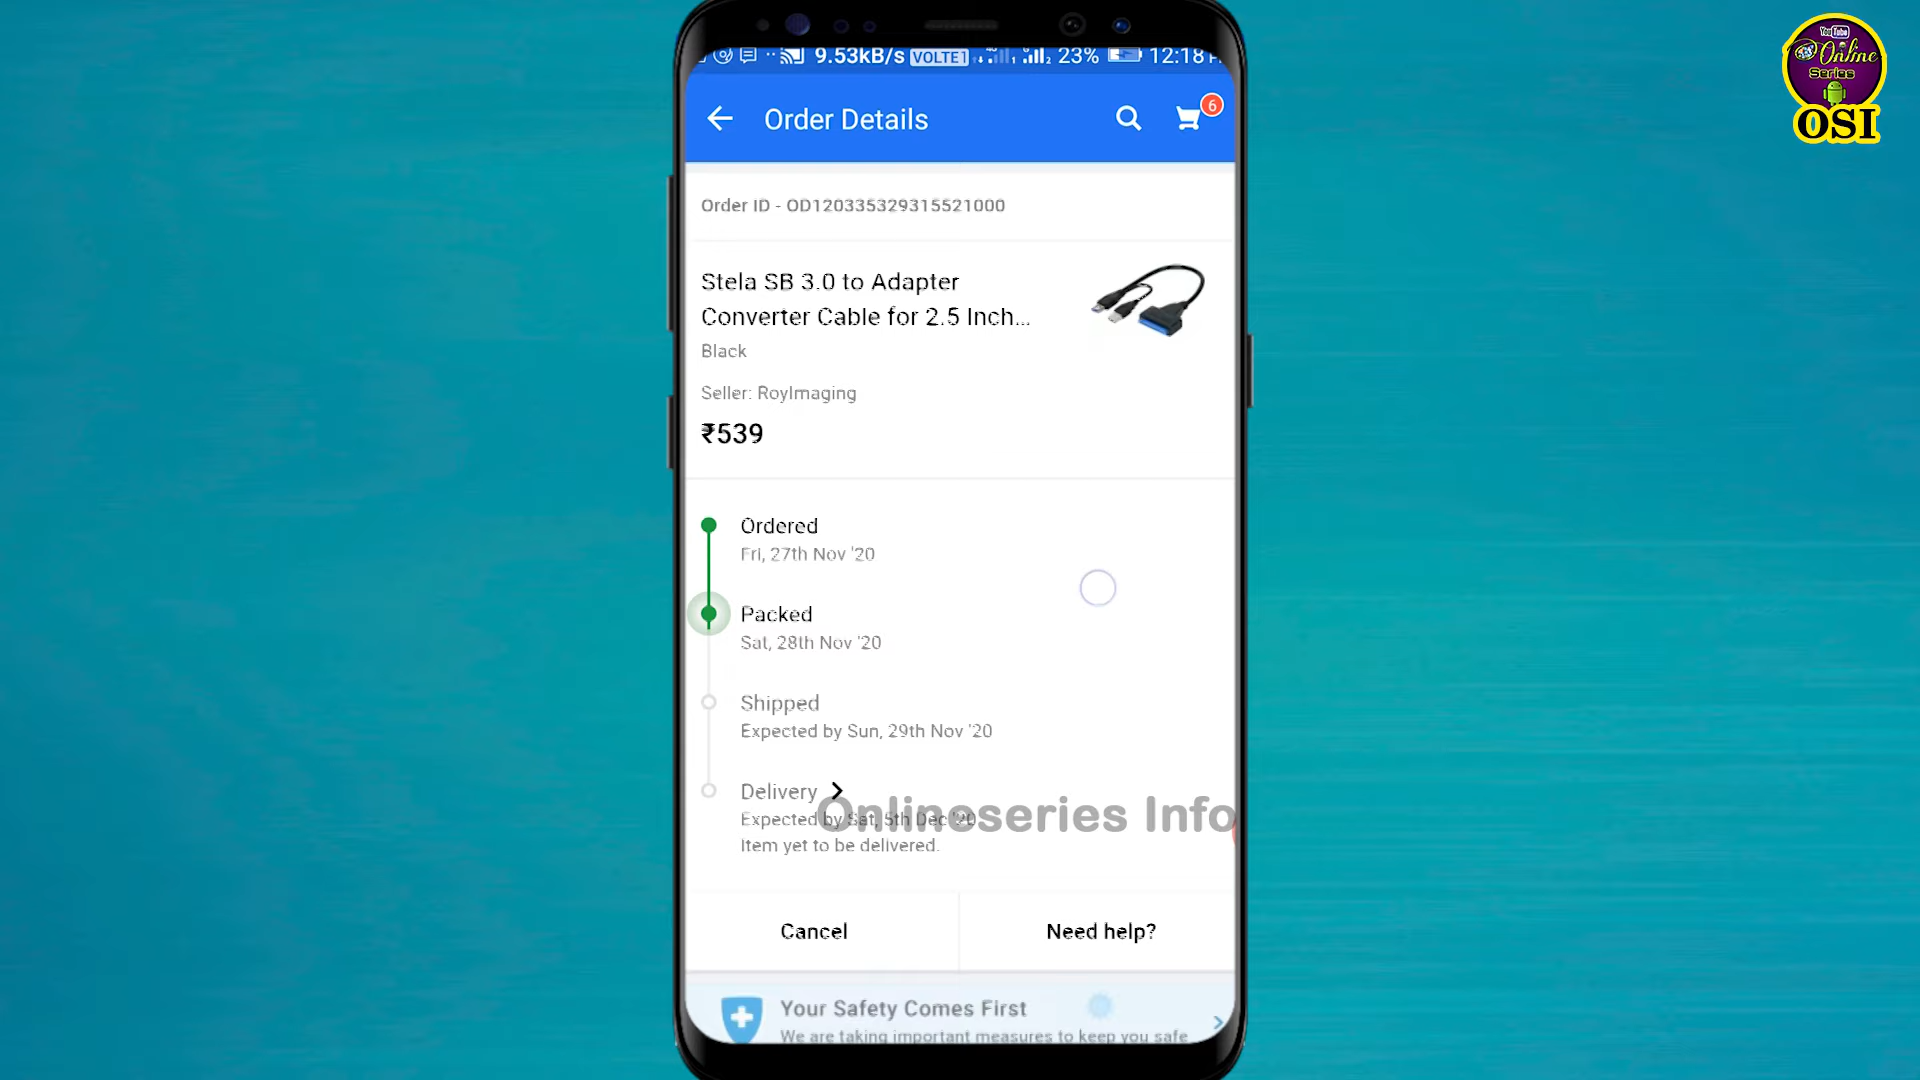 YouTube
Online
Series
OSI
9.53kB/s VOLTE1 23% 12:18
Order Details
6
Order ID - OD120335329315521000
Stela SB 3.0 to Adapter
Converter Cable for 2.5 Inch...
Black
Seller: RoyImaging
₹539
Ordered
Fri, 27th Nov '20
Packed
Sat, 28th Nov '20
Shipped
Expected by Sun, 29th Nov '20
Delivery
Onlineseries Info
Expected by Sat, 5th Dec '20
Item yet to be delivered.
Cancel
Need help?
Your Safety Comes First
We are taking important measures to keep you safe